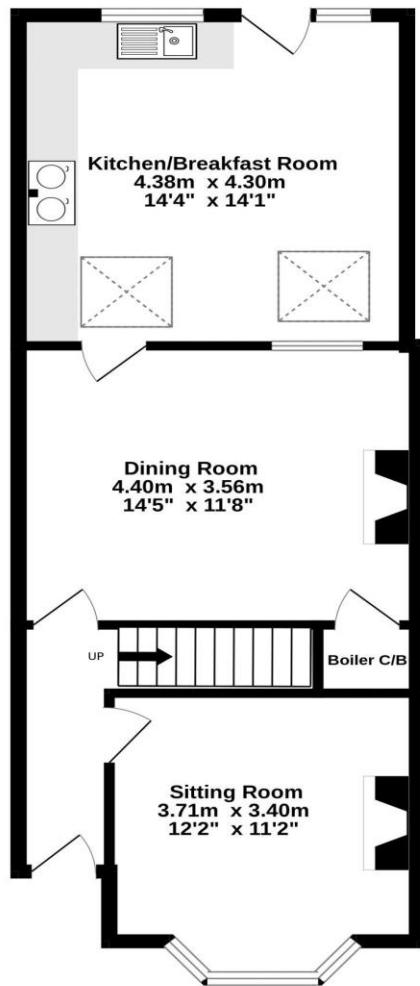 Kitchen/Breakfast Room
4.38m x 4.30m
14'4" x 14'1"
Dining Room
4.40m x 3.56m
14'5" x 11'8"
UP
Boiler C/B
Sitting Room
3.71m x 3.40m
12'2" x 11'2"